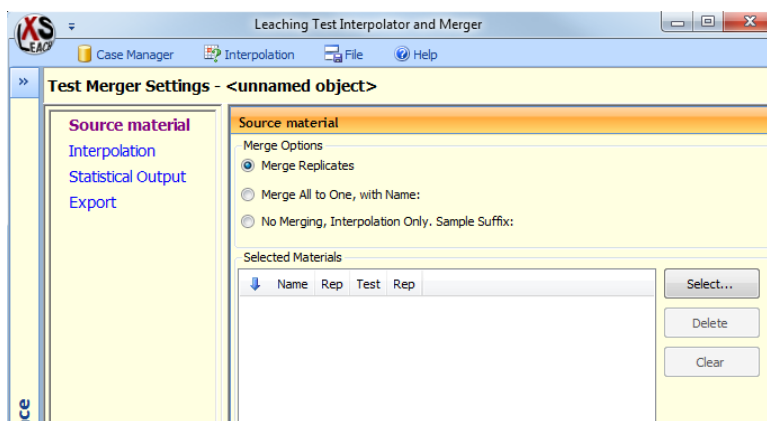 LEACH XS
Leaching Test Interpolator and Merger
Case Manager Interpolation File Help
» Test Merger Settings - <unnamed object>
Source material
Interpolation
Statistical Output
Export
Source material
Merge Options
Merge Replicates
Merge All to One, with Name:
No Merging, Interpolation Only. Sample Suffix:
Selected Materials
Name Rep Test Rep
Select...
Delete
Clear